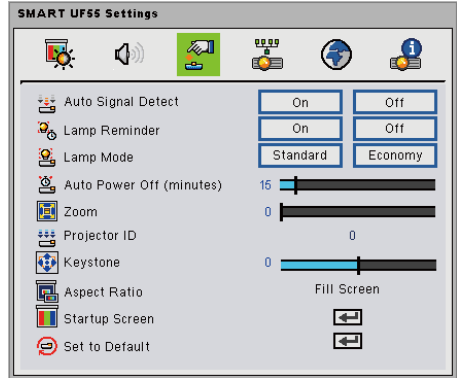 SMART UF55 Settings
Auto Signal Detect On Off
Lamp Reminder On Off
Lamp Mode Standard Economy
Auto Power Off (minutes) 15
Zoom 0
Projector ID 0
Keystone 0
Aspect Ratio Fill Screen
Startup Screen
Set to Default